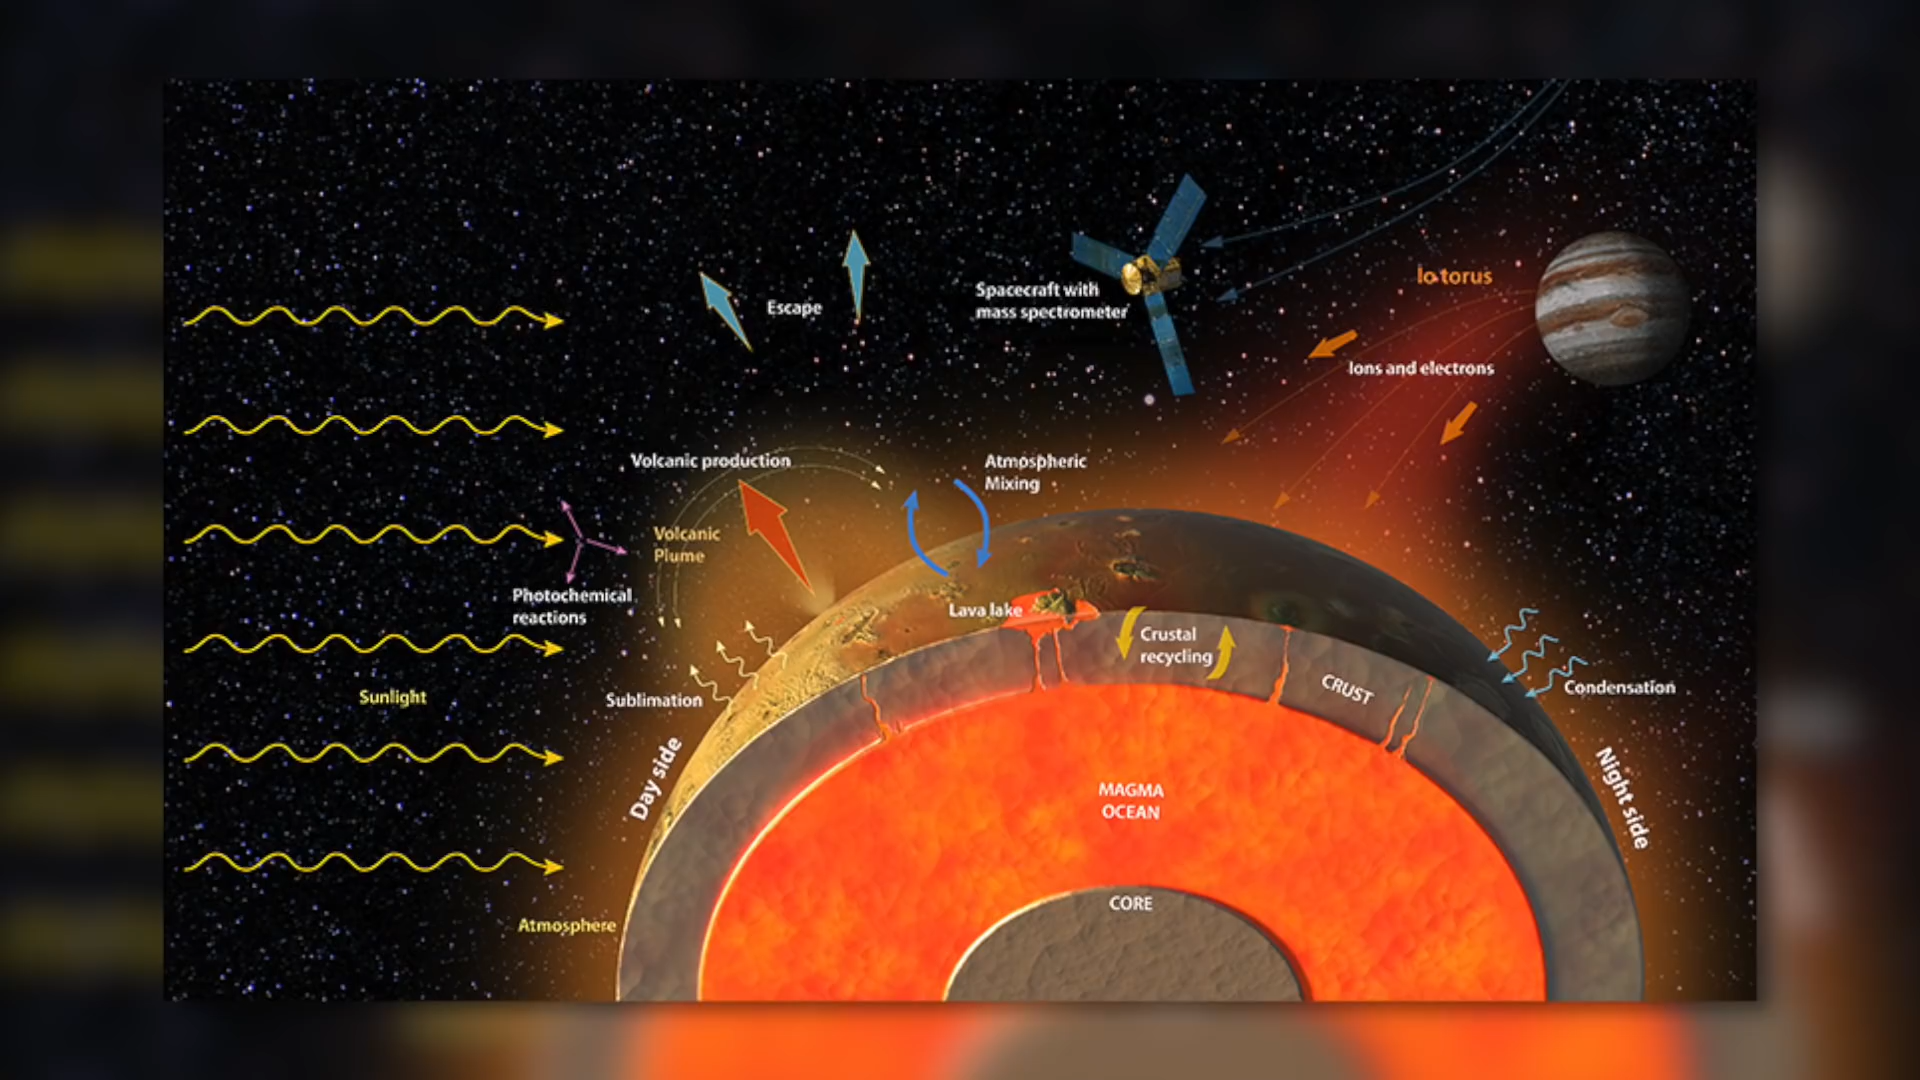 Io torus
Spacecraft with
mass spectrometer
Escape
Ions and electrons
Volcanic production
Atmospheric
Mixing
Volcanic
Plume
Photochemical
reactions
Lava lake
Crustal
recycling
Sublimation
CRUST
Condensation
Sunlight
Day side
Night side
MAGMA
OCEAN
CORE
Atmosphere